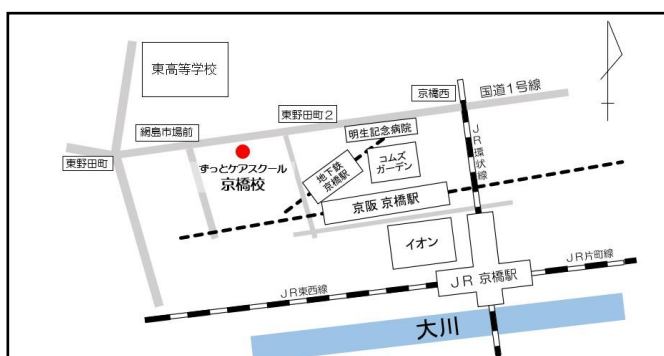 東高等学校
京橋西
国道1号線
東野田町2
網島市場前
明生記念病院
東野田町
ずっとケアスクール
京橋校
地下鉄
京橋駅
コムズ
ガーデン
JR環状線
京阪 京橋駅
イオン
JR片町線
JR 京橋駅
JR東西線
大川